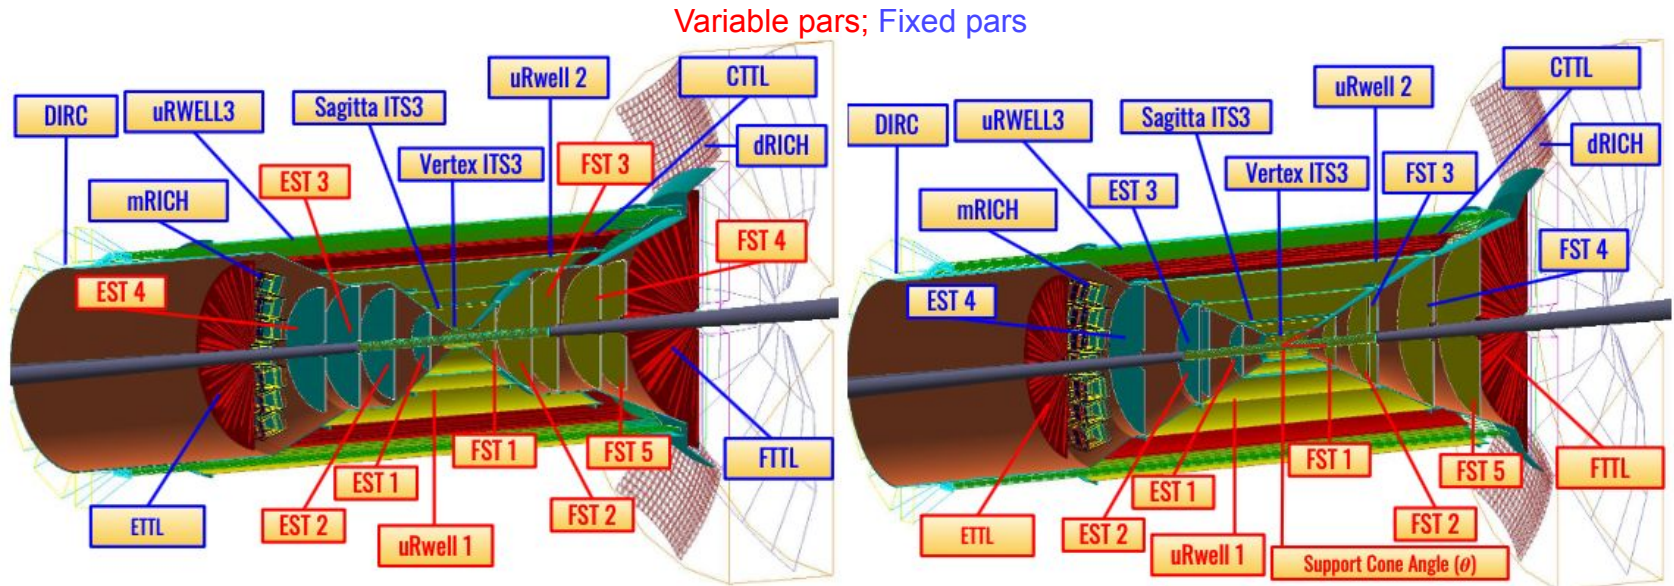 Variable pars; Fixed pars
DIRC
uRWELL3
Sagitta ITS3
uRwell 2
CTTL
mRICH
EST 3
Vertex ITS3
FST 3
dRICH
EST 4
FST 4
ETTL
EST 2
EST 1
uRwell 1
FST 1
FST 2
FST 5
FTTL
DIRC
uRWELL3
Sagitta ITS3
uRwell 2
CTTL
mRICH
EST 3
Vertex ITS3
FST 3
dRICH
EST 4
FST 4
ETTL
EST 2
EST 1
uRwell 1
FST 1
Support Cone Angle (θ)
FST 2
FST 5
FTTL